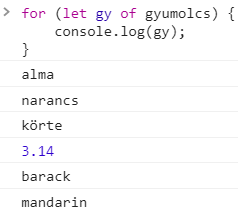 > for (let gy of gyumolcs) {
console.log(gy);
}
alma
narancs
körte
3.14
barack
mandarin